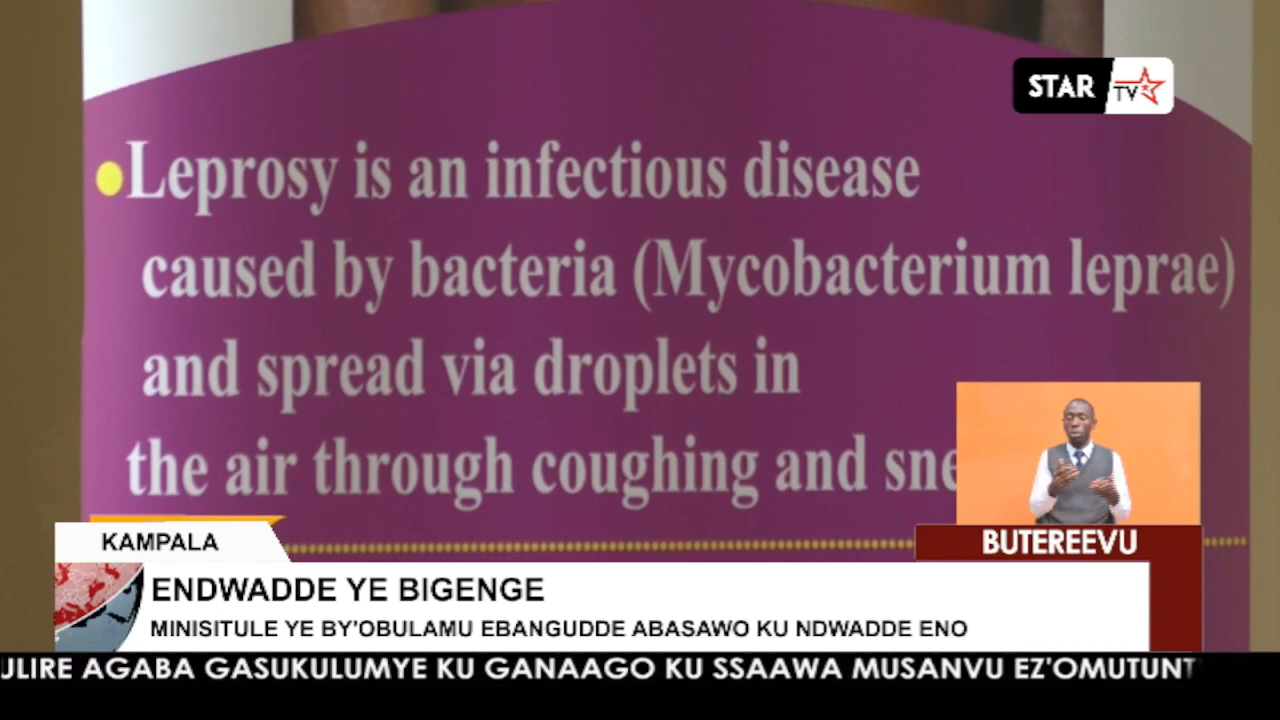 STAR TV
Leprosy is an infectious disease
caused by bacteria (Mycobacterium leprae)
and spread via droplets in
the air through coughing and
KAMPALA
BUTEREEVU
ENDWADDE YE BIGENGE
MINISITULE YE BY'OBULAMU EBANGUDDE ABASAWO KU NDWADDE ENO
AGABA GASUKULUMYE KU GANAAGO KU SSAAWA MUSANVU